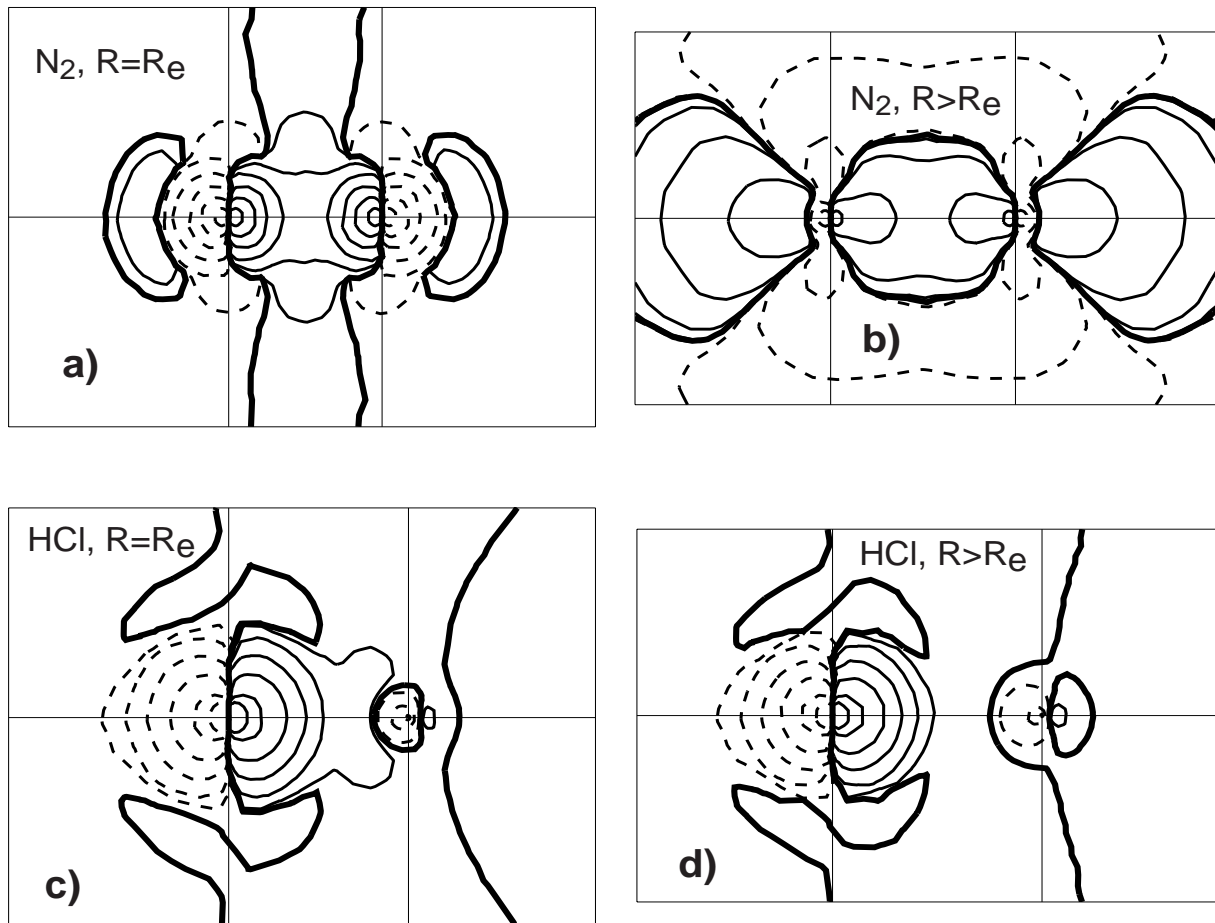 N2, R=Re
a)
N2, R>Re
b)
HCl, R=Re
c)
HCl, R>Re
d)